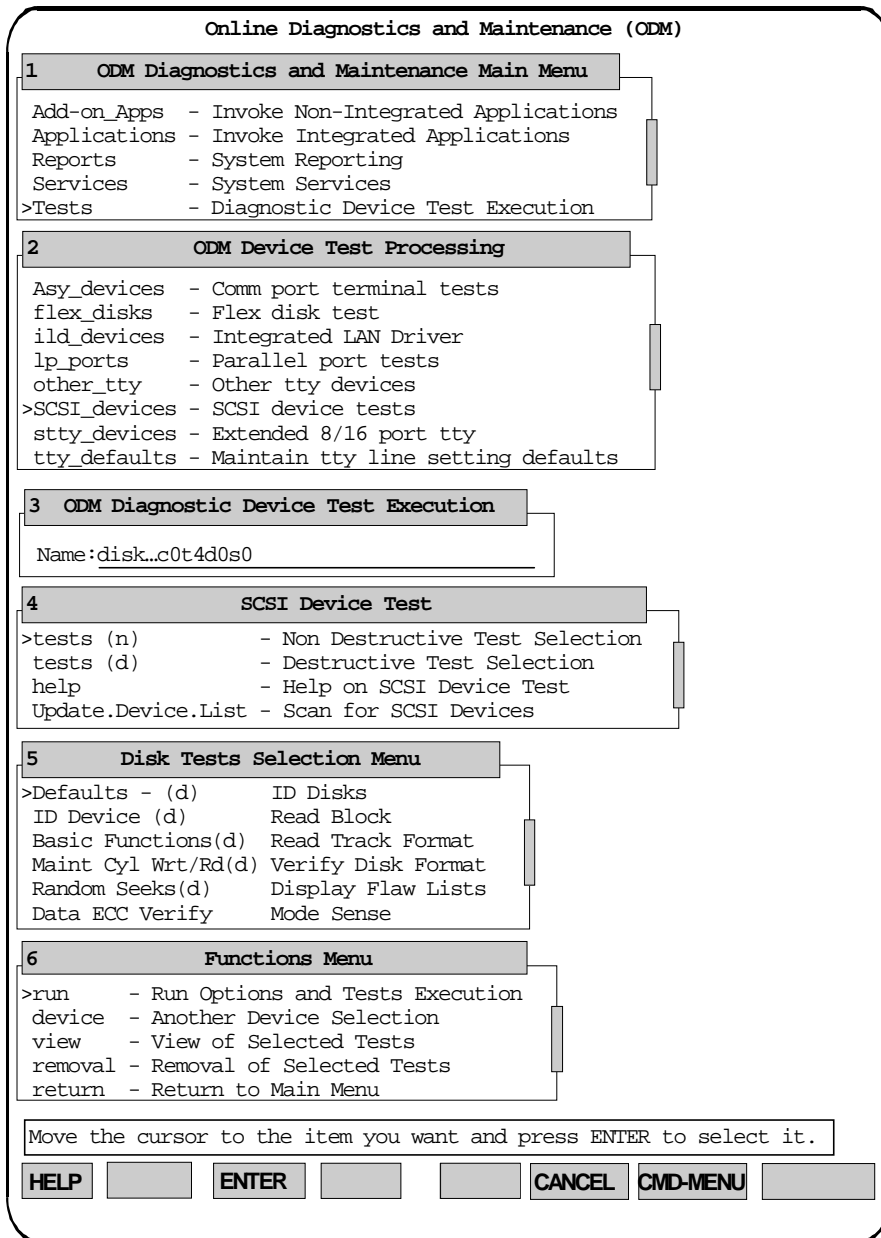 Online Diagnostics and Maintenance (ODM)
1 ODM Diagnostics and Maintenance Main Menu
Add-on_Apps - Invoke Non-Integrated Applications
Applications - Invoke Integrated Applications
Reports - System Reporting
Services - System Services
>Tests - Diagnostic Device Test Execution
2 ODM Device Test Processing
Asy_devices - Comm port terminal tests
flex_disks - Flex disk test
ild_devices - Integrated LAN Driver
lp_ports - Parallel port tests
other_tty - Other tty devices
>SCSI_devices - SCSI device tests
stty_devices - Extended 8/16 port tty
tty_defaults - Maintain tty line setting defaults
3 ODM Diagnostic Device Test Execution
Name:disk…c0t4d0s0
4 SCSI Device Test
>tests (n) - Non Destructive Test Selection
tests (d) - Destructive Test Selection
help - Help on SCSI Device Test
Update.Device.List - Scan for SCSI Devices
5 Disk Tests Selection Menu
>Defaults - (d) ID Disks
ID Device (d) Read Block
Basic Functions(d) Read Track Format
Maint Cyl Wrt/Rd(d) Verify Disk Format
Random Seeks(d) Display Flaw Lists
Data ECC Verify Mode Sense
6 Functions Menu
>run - Run Options and Tests Execution
device - Another Device Selection
view - View of Selected Tests
removal - Removal of Selected Tests
return - Return to Main Menu
Move the cursor to the item you want and press ENTER to select it.
HELP ENTER CANCEL CMD-MENU